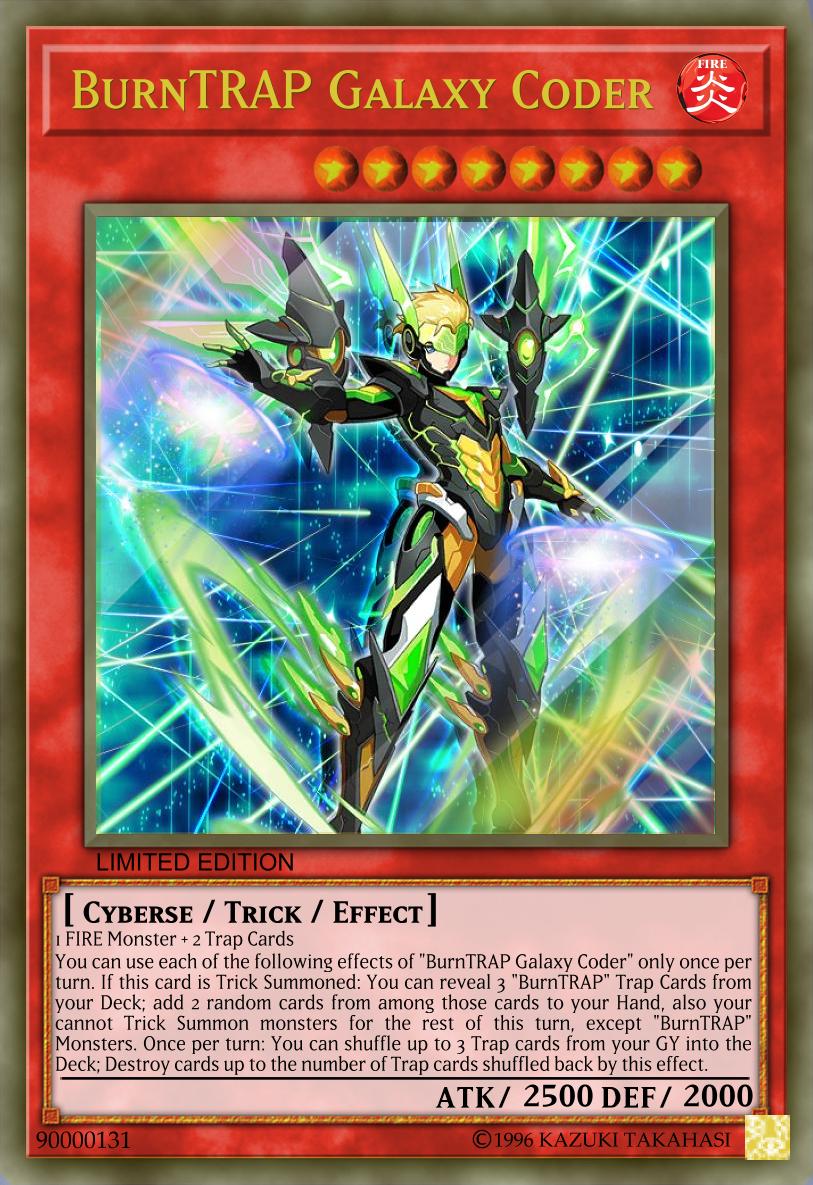 BurnTRAP Galaxy Coder
FIRE
炎
LIMITED EDITION
[ Cyberse / Trick / Effect ]
1 FIRE Monster + 2 Trap Cards
You can use each of the following effects of "BurnTRAP Galaxy Coder" only once per
turn. If this card is Trick Summoned: You can reveal 3 "BurnTRAP" Trap Cards from
your Deck; add 2 random cards from among those cards to your Hand, also your
cannot Trick Summon monsters for the rest of this turn, except "BurnTRAP"
Monsters. Once per turn: You can shuffle up to 3 Trap cards from your GY into the
Deck; Destroy cards up to the number of Trap cards shuffled back by this effect.
ATK/ 2500 DEF/ 2000
90000131
©1996 KAZUKI TAKAHASI